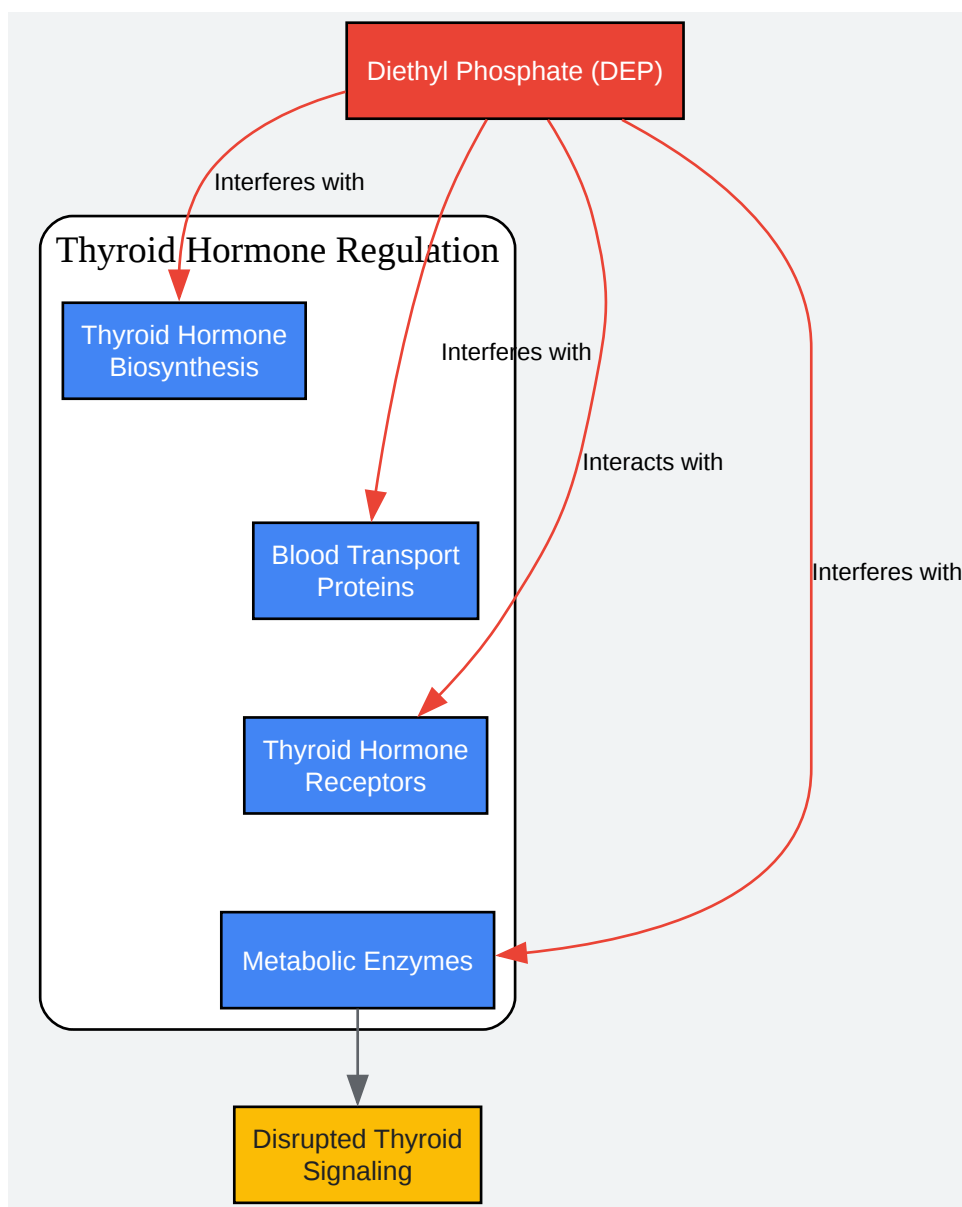 Diethyl Phosphate (DEP)
Interferes with
Thyroid Hormone Regulation
Thyroid Hormone
Biosynthesis
Interferes with
Interacts with
Blood Transport
Proteins
Interferes with
Thyroid Hormone
Receptors
Metabolic Enzymes
Disrupted Thyroid
Signaling